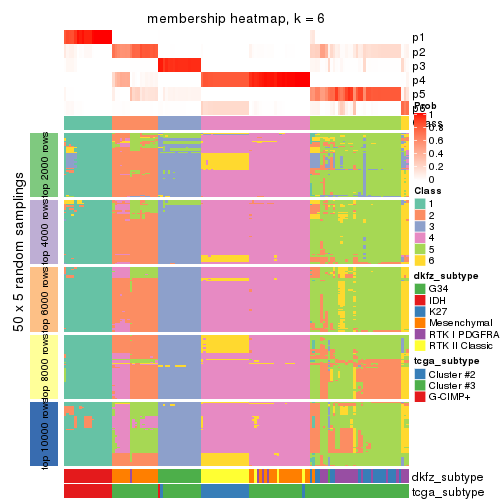 membership heatmap, k = 6
p1
p2
p3
p4
p5
p6
Prob
1
0.8
0.6
0.4
0.2
0
Class
Class
1
2
3
4
5
6
dkfz_subtype
G34
IDH
K27
Mesenchymal
RTK I PDGFRA
RTK II Classic
tcga_subtype
Cluster #2
Cluster #3
G-CIMP+
50 x 5 random samplings
top 2000 rows
top 4000 rows
top 6000 rows
top 8000 rows
top 10000 rows
dkfz_subtype
tcga_subtype